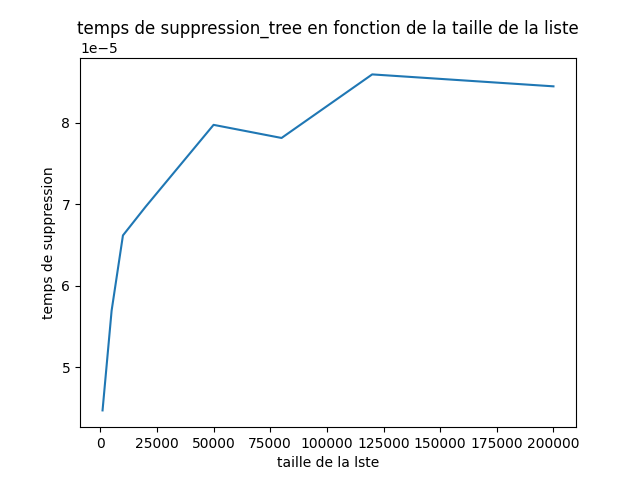 temps de suppression_tree en fonction de la taille de la liste
1e−5
8
7
6
5
temps de suppression
0 25000 50000 75000 100000 125000 150000 175000 200000
taille de la lste